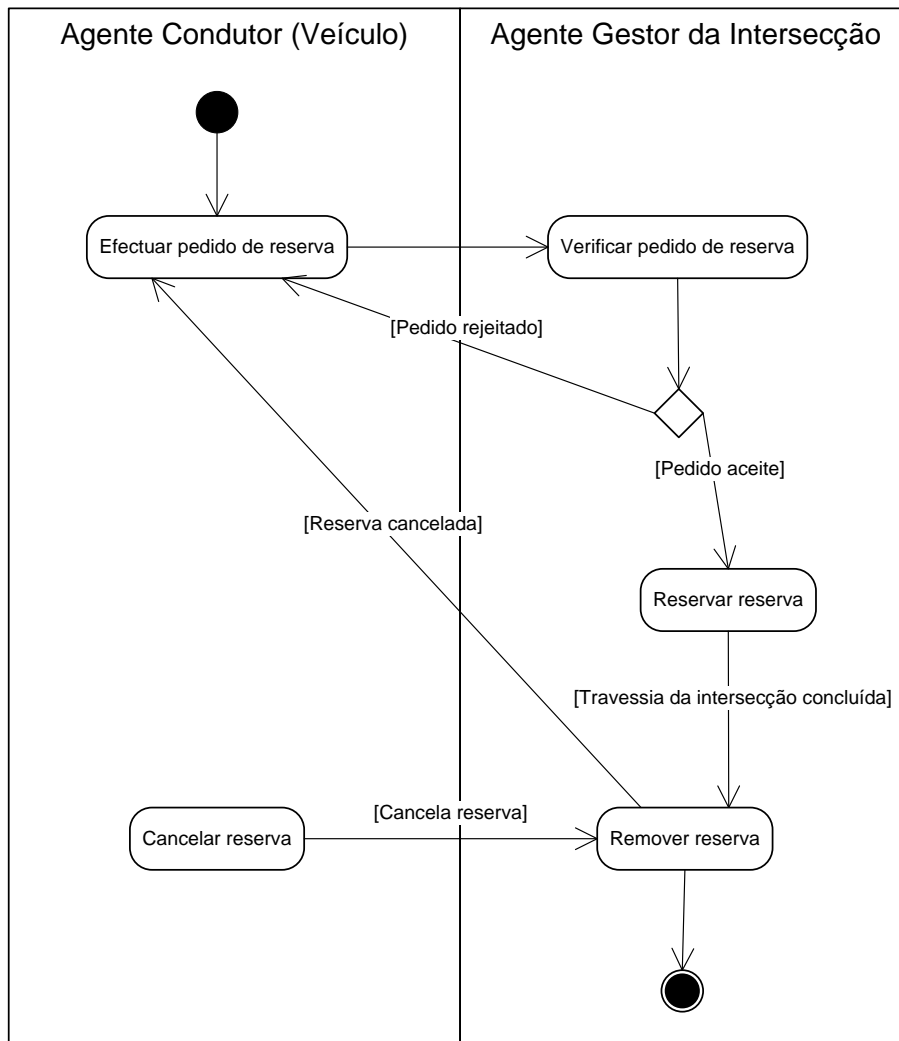 Agente Condutor (Veículo)
Agente Gestor da Intersecção
Efectuar pedido de reserva
Verificar pedido de reserva
[Pedido rejeitado]
[Pedido aceite]
[Reserva cancelada]
Reservar reserva
[Travessia da intersecção concluída]
[Cancela reserva]
Cancelar reserva
Remover reserva